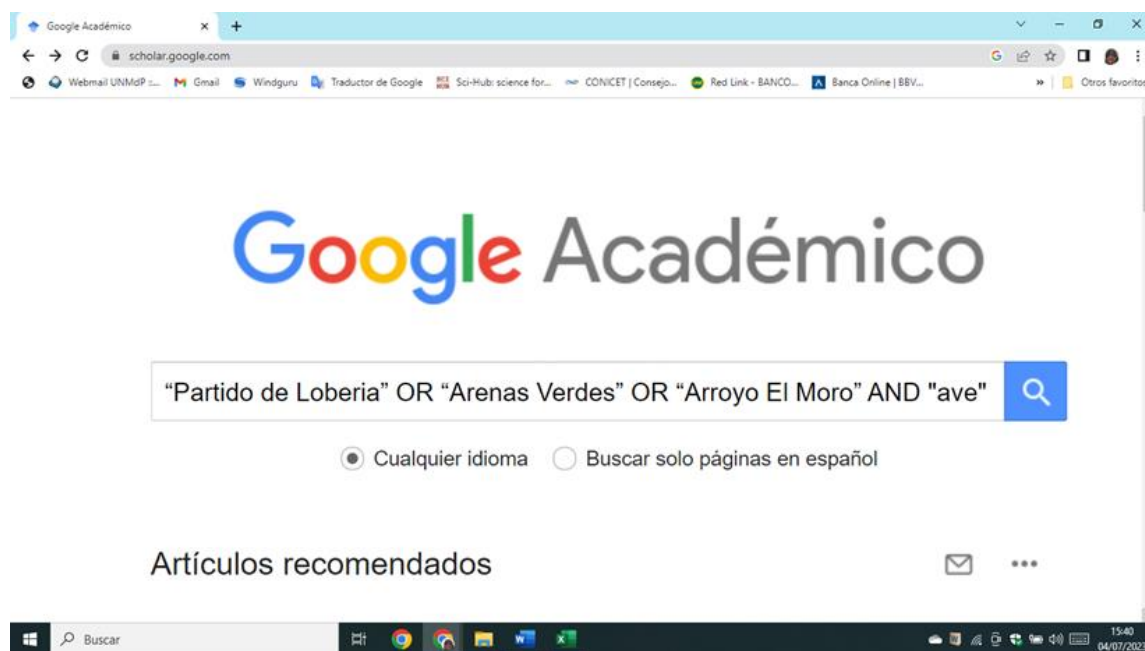 Google Académico
scholar.google.com
Webmail UNMdP :... Gmail Windguru Traductor de Google Sci-Hub: science for... CONICET | Consejo... Red Link - BANCO... Banca Online | BBV... » Otros favoritos
Google Académico
“Partido de Loberia” OR “Arenas Verdes” OR “Arroyo El Moro” AND "ave"
Cualquier idioma Buscar solo páginas en español
Artículos recomendados
Buscar
15:40